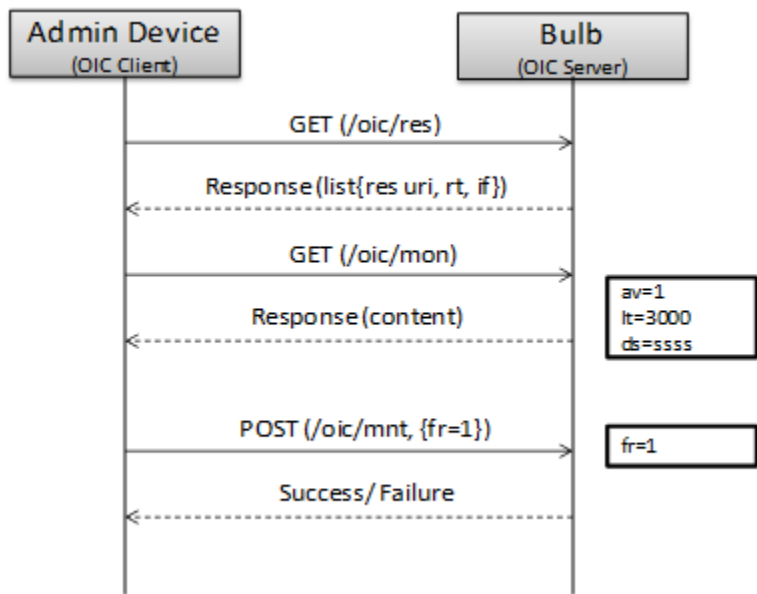 Admin Device
(OIC Client)
Bulb
(OIC Server)
GET (/oic/res)
Response (list{res uri, rt, if})
GET (/oic/mon)
av=1
lt=3000
ds=ssss
Response (content)
POST (/oic/mnt, {fr=1})
fr=1
Success/ Failure